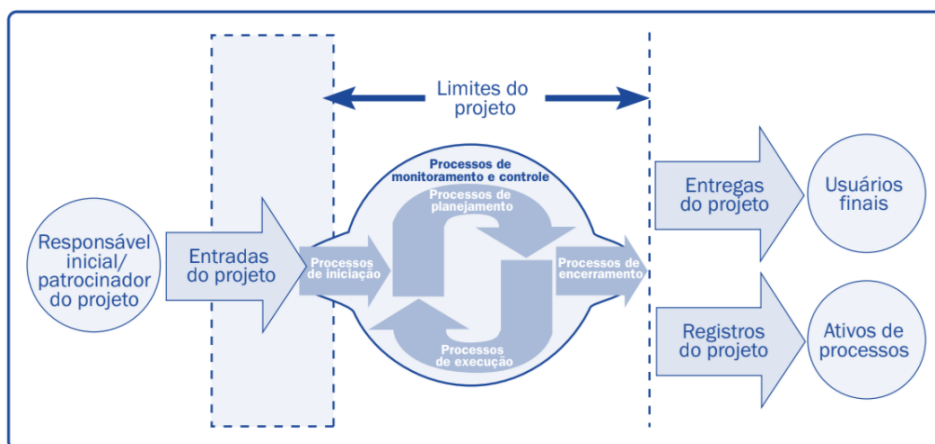 Limites do
projeto
Processos de
monitoramento e controle
Processos de
planejamento
Responsável
inicial/
patrocinador
do projeto
Entradas
do projeto
Processos
de iniciação
Processos de
encerramento
Processos
de execução
Entregas
do projeto
Usuários
finais
Registros
do projeto
Ativos de
processos